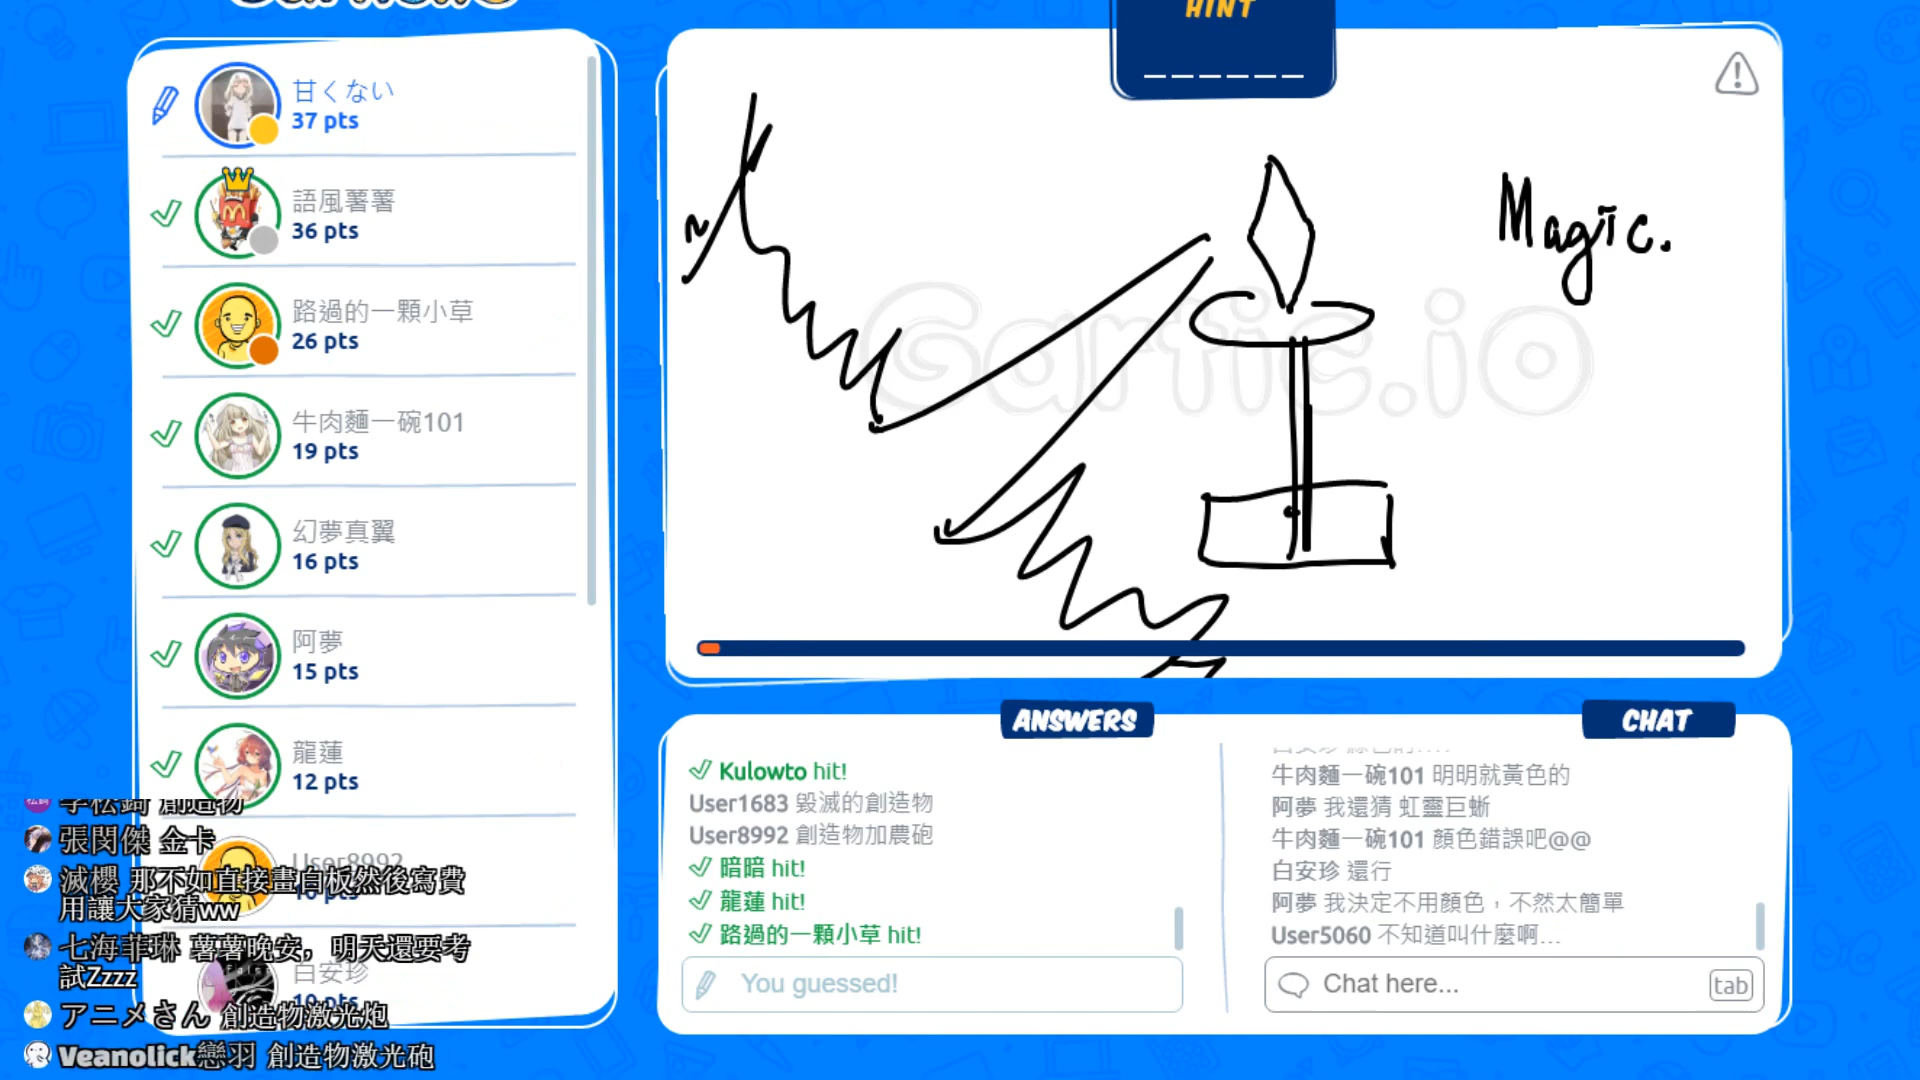 HINT
甘くない
37 pts
語風薯薯
36 pts
路過的一顆小草
26 pts
牛肉麵一碗101
19 pts
幻夢真翼
16 pts
阿夢
15 pts
龍蓮
12 pts
User8992
白安珍
10 pts
Magic.
Gartic.io
ANSWERS
Kulowto hit!
User1683 毀滅的創造物
User8992 創造物加農砲
暗暗 hit!
龍蓮 hit!
路過的一顆小草 hit!
You guessed!
CHAT
牛肉麵一碗101 明明就黃色的
阿夢 我還猜 虹靈巨蜥
牛肉麵一碗101 顏色錯誤吧@@
白安珍 還行
阿夢 我決定不用顏色，不然太簡單
User5060 不知道叫什麼啊...
Chat here...
tab
創造物
張閔傑 金卡
滅櫻 那不如直接畫白板然後寫費
用讓大家猜ww
七海菲琳 薯薯晚安，明天還要考
試Zzzz
アニメさん 創造物激光炮
Veanolick戀羽 創造物激光砲